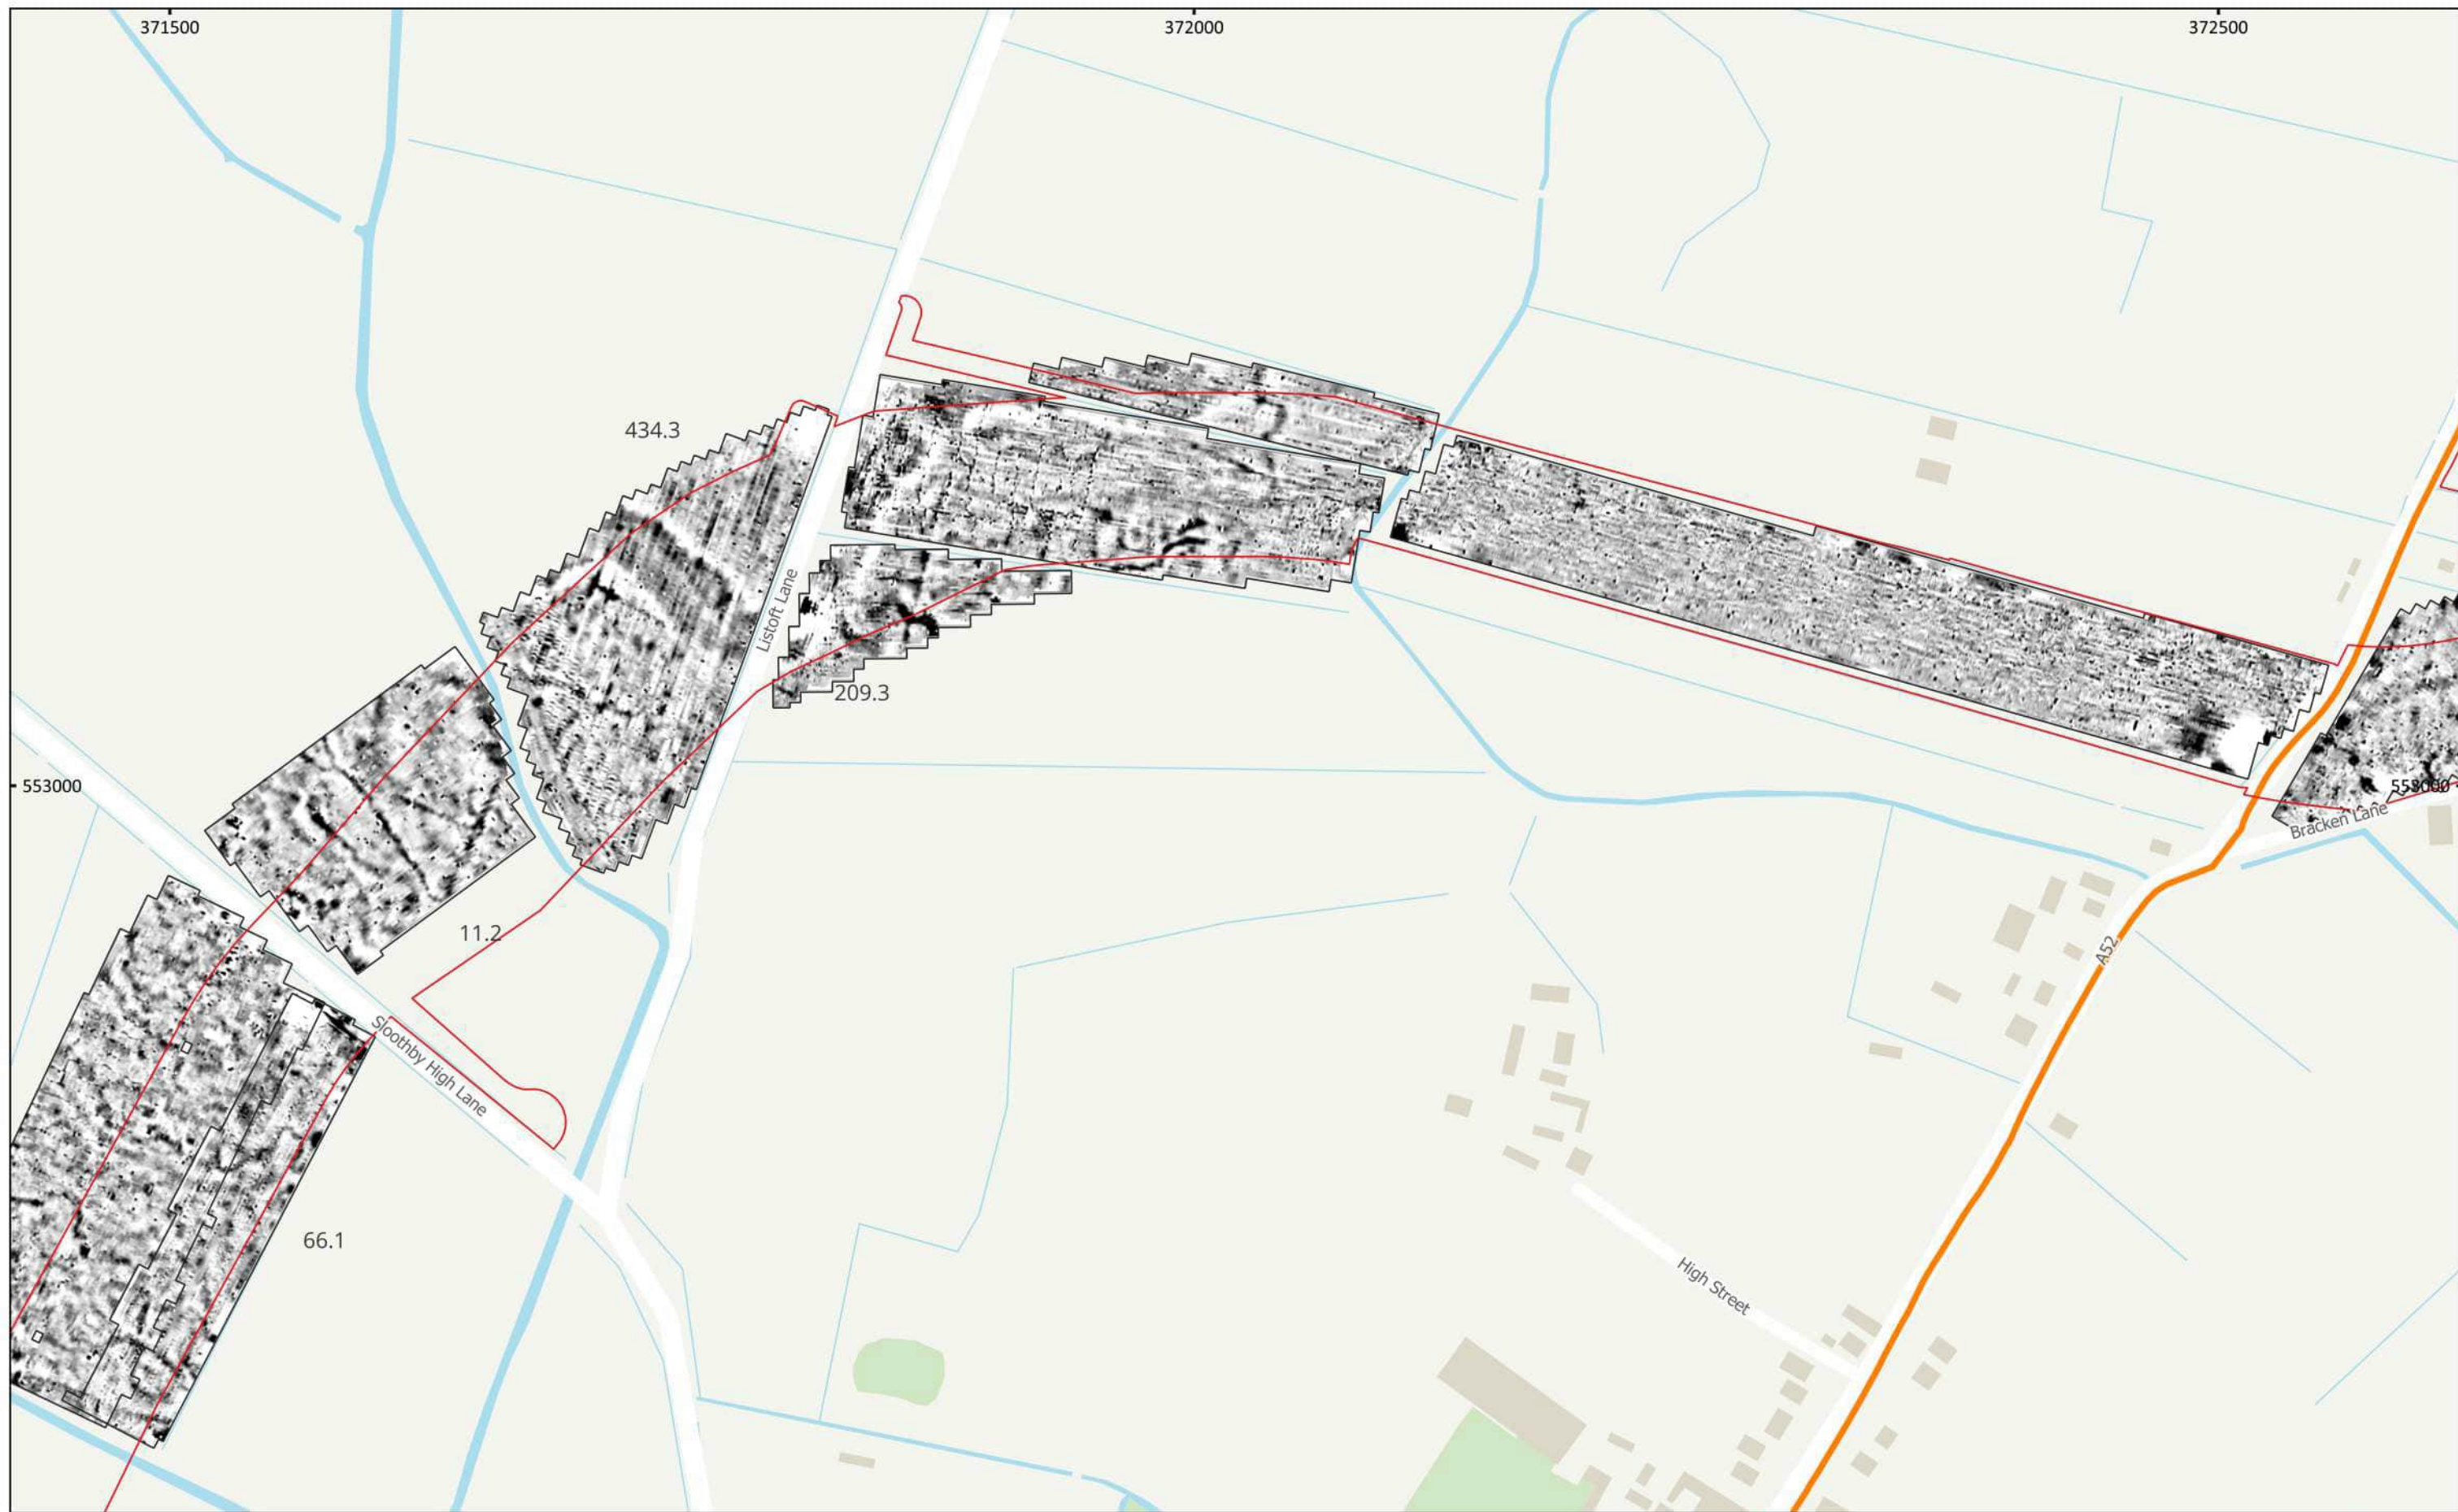 371500
372000
372500
434.3
Listoft Lane
209.3
553000
553000
Bracken Lane
11.2
A52
Sloothby High Lane
66.1
High Street